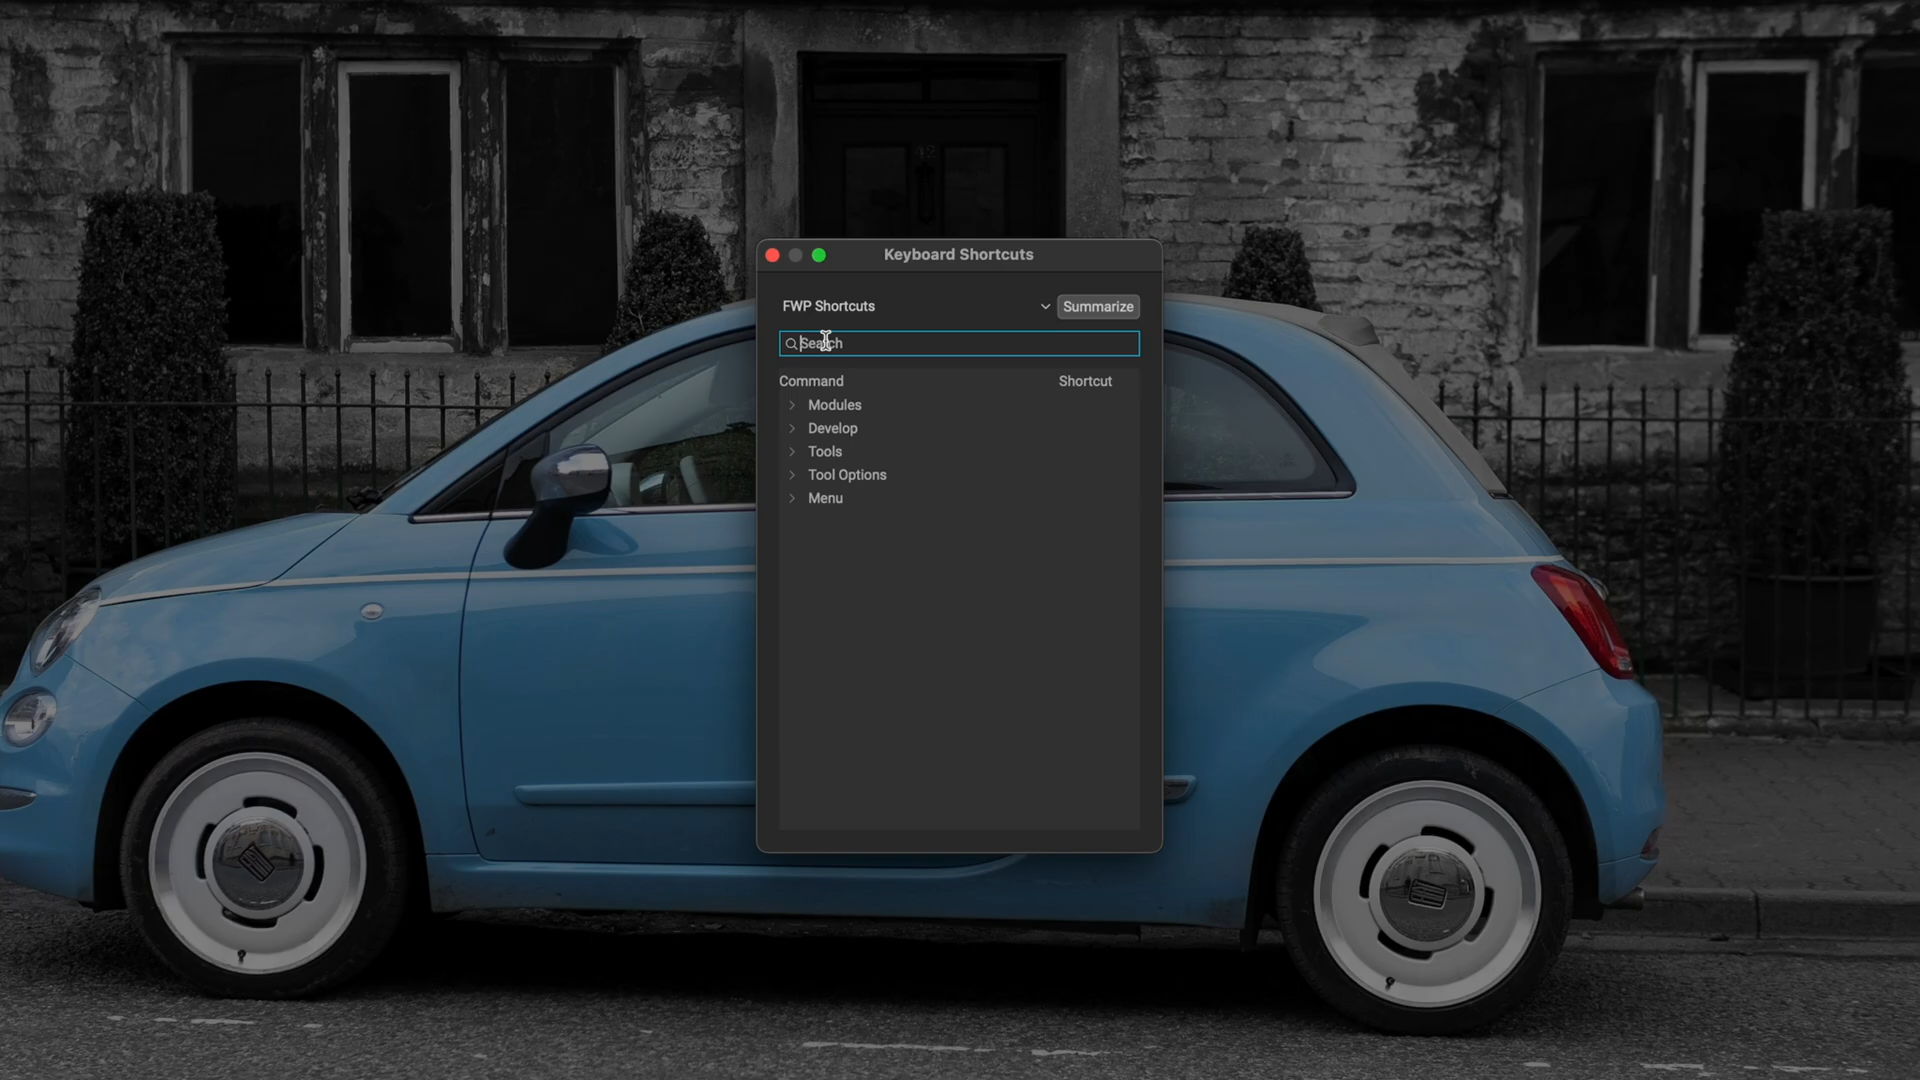 Keyboard Shortcuts
FWP Shortcuts
Summarize
Search
Command Shortcut
Modules
Develop
Tools
Tool Options
Menu